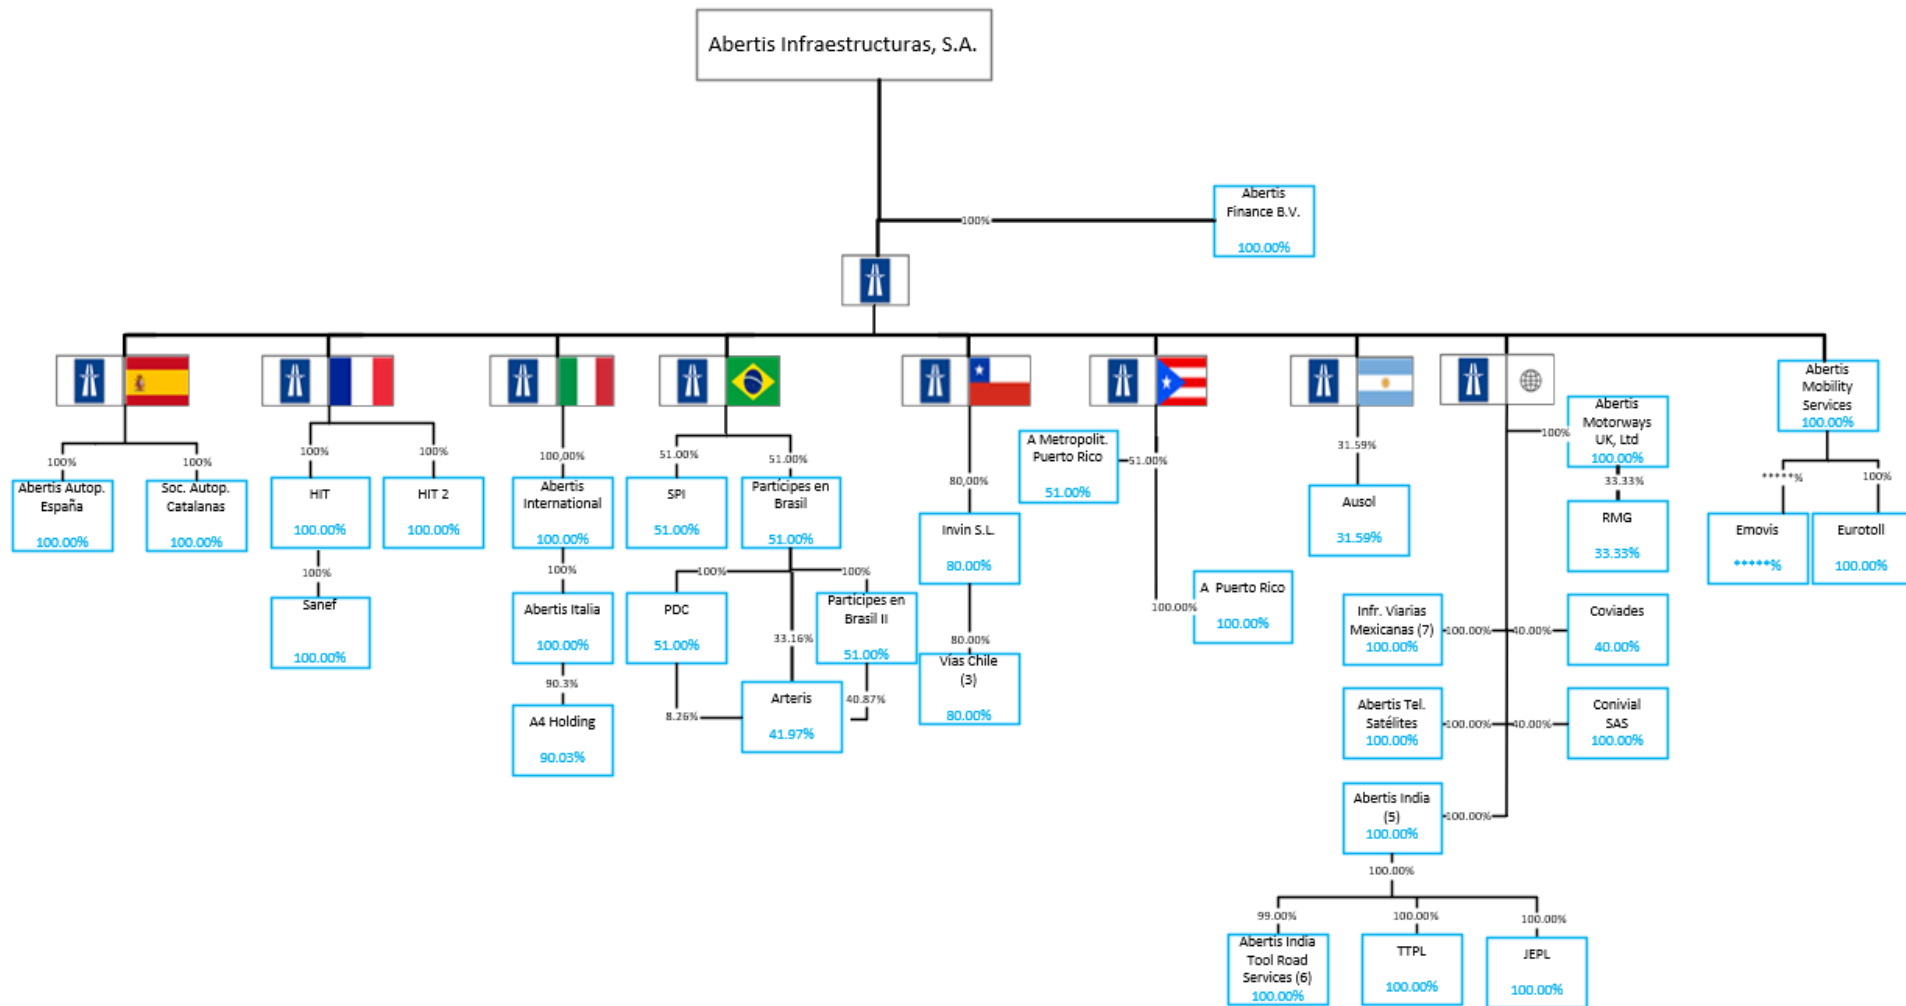 Abertis Infraestructuras, S.A.
Abertis
Finance B.V.
100.00%
100%
Abertis
Mobility
Services
100.00%
100%
100%
Abertis Autop.
España
100.00%
Soc. Autop.
Catalanas
100.00%
100%
100%
HIT
100.00%
HIT 2
100.00%
100%
Sanef
100.00%
100,00%
Abertis
International
100.00%
100%
Abertis Italia
100.00%
90.3%
A4 Holding
90.03%
51.00%
51.00%
SPI
51.00%
Partícipes en
Brasil
51.00%
100%
100%
PDC
51.00%
33.16%
Partícipes en
Brasil II
51.00%
8.26%
Arteris
41.97%
40.87%
80,00%
Invin S.L.
80.00%
80.00%
Vías Chile
(3)
80.00%
A Metropolit.
Puerto Rico
51.00%
51.00%
100.00%
A Puerto Rico
100.00%
31.59%
Ausol
31.59%
100%
Abertis
Motorways
UK, Ltd
100.00%
33.33%
RMG
33.33%
Infr. Viarias
Mexicanas (7)
100.00%
100.00%
40.00%
Coviades
40.00%
Abertis Tel.
Satélites
100.00%
100.00%
40.00%
Conivial
SAS
100.00%
Abertis India
(5)
100.00%
100.00%
100.00%
99.00%
100.00%
100.00%
Abertis India
Tool Road
Services (6)
100.00%
TTPL
100.00%
JEPL
100.00%
*****%
100%
Emovis
*****%
Eurotoll
100.00%